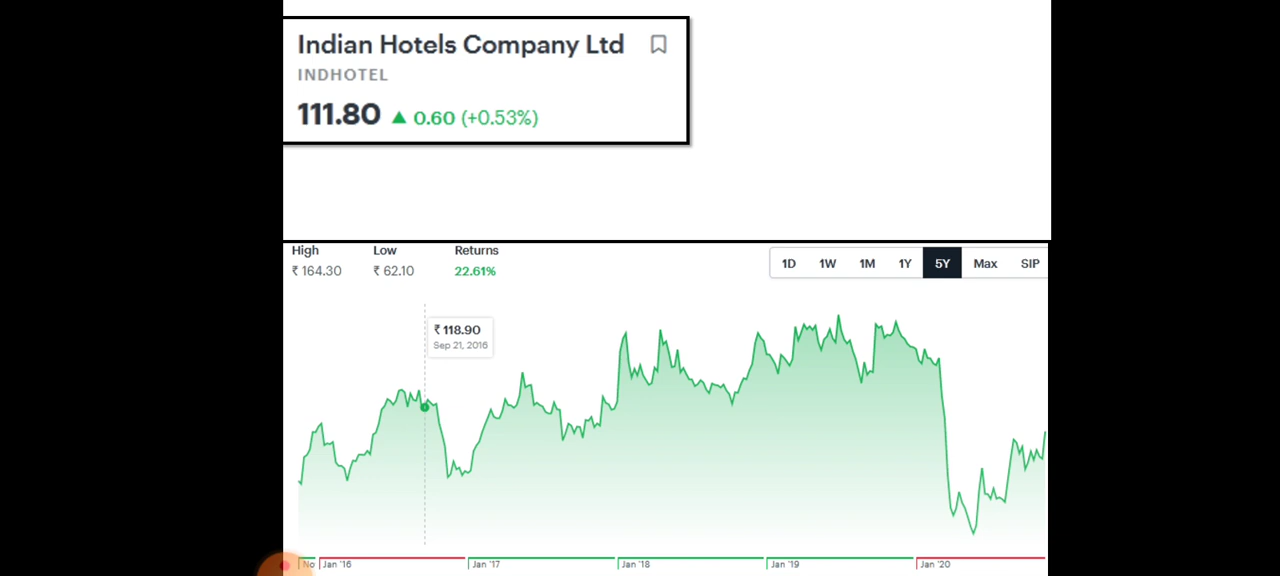 Indian Hotels Company Ltd
INDHOTEL
111.80 ▲ 0.60 (+0.53%)
High Low Returns
₹ 164.30 ₹ 62.10 22.61%
1D 1W 1M 1Y 5Y Max SIP
₹ 118.90
Sep 21, 2016
No Jan '16 Jan '17 Jan '18 Jan '19 Jan '20